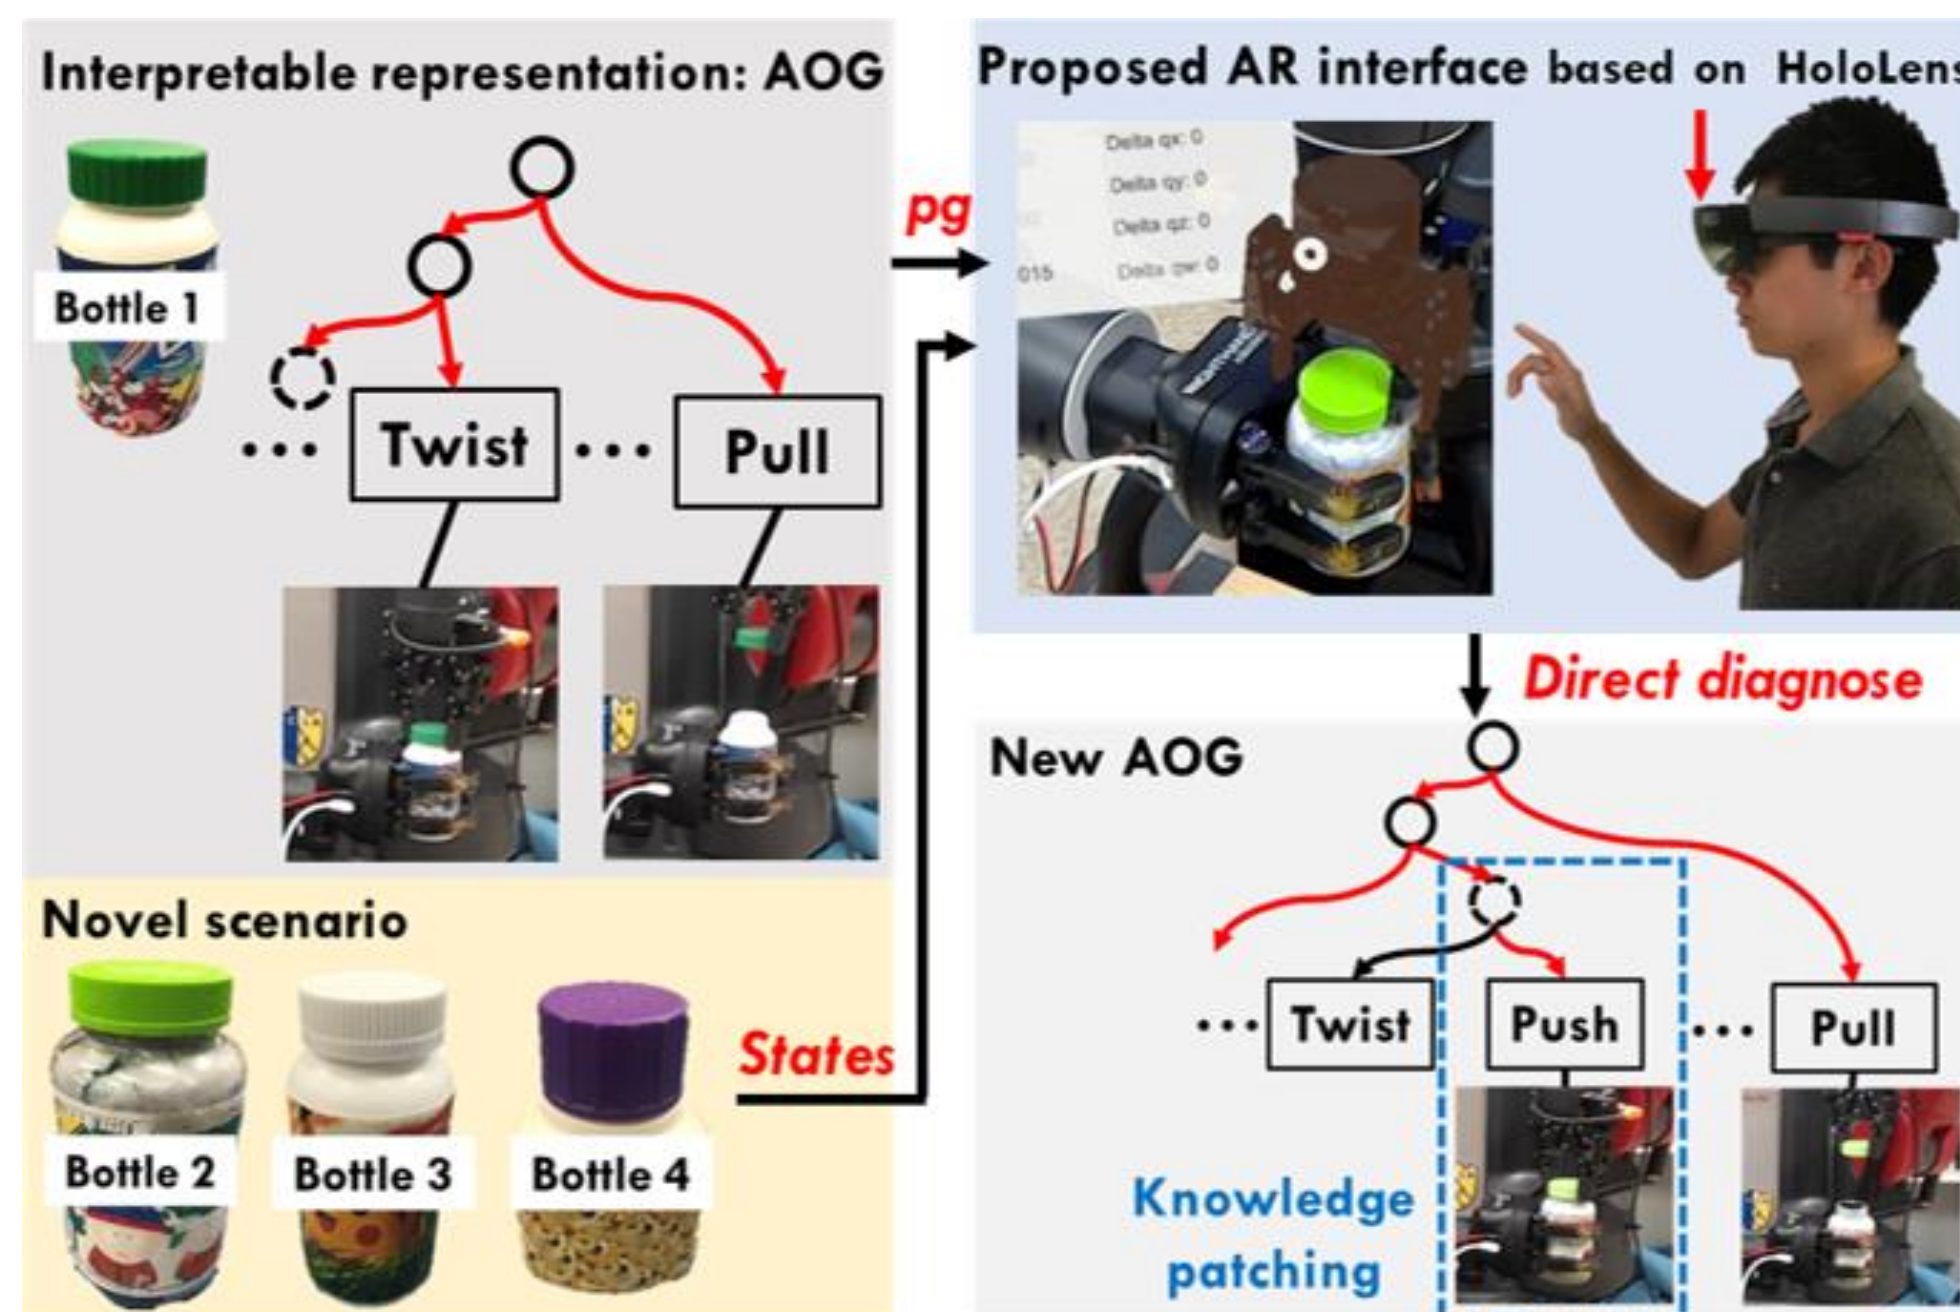 Interpretable representation: AOG
Bottle 1
Twist
Pull
pg
Novel scenario
Bottle 2
Bottle 3
Bottle 4
States
Proposed AR interface based on HoloLens
Delta qx: 0
Delta qy: 0
Delta qz: 0
015
Delta qw: 0
Direct diagnose
New AOG
Twist
Push
Pull
Knowledge
patching